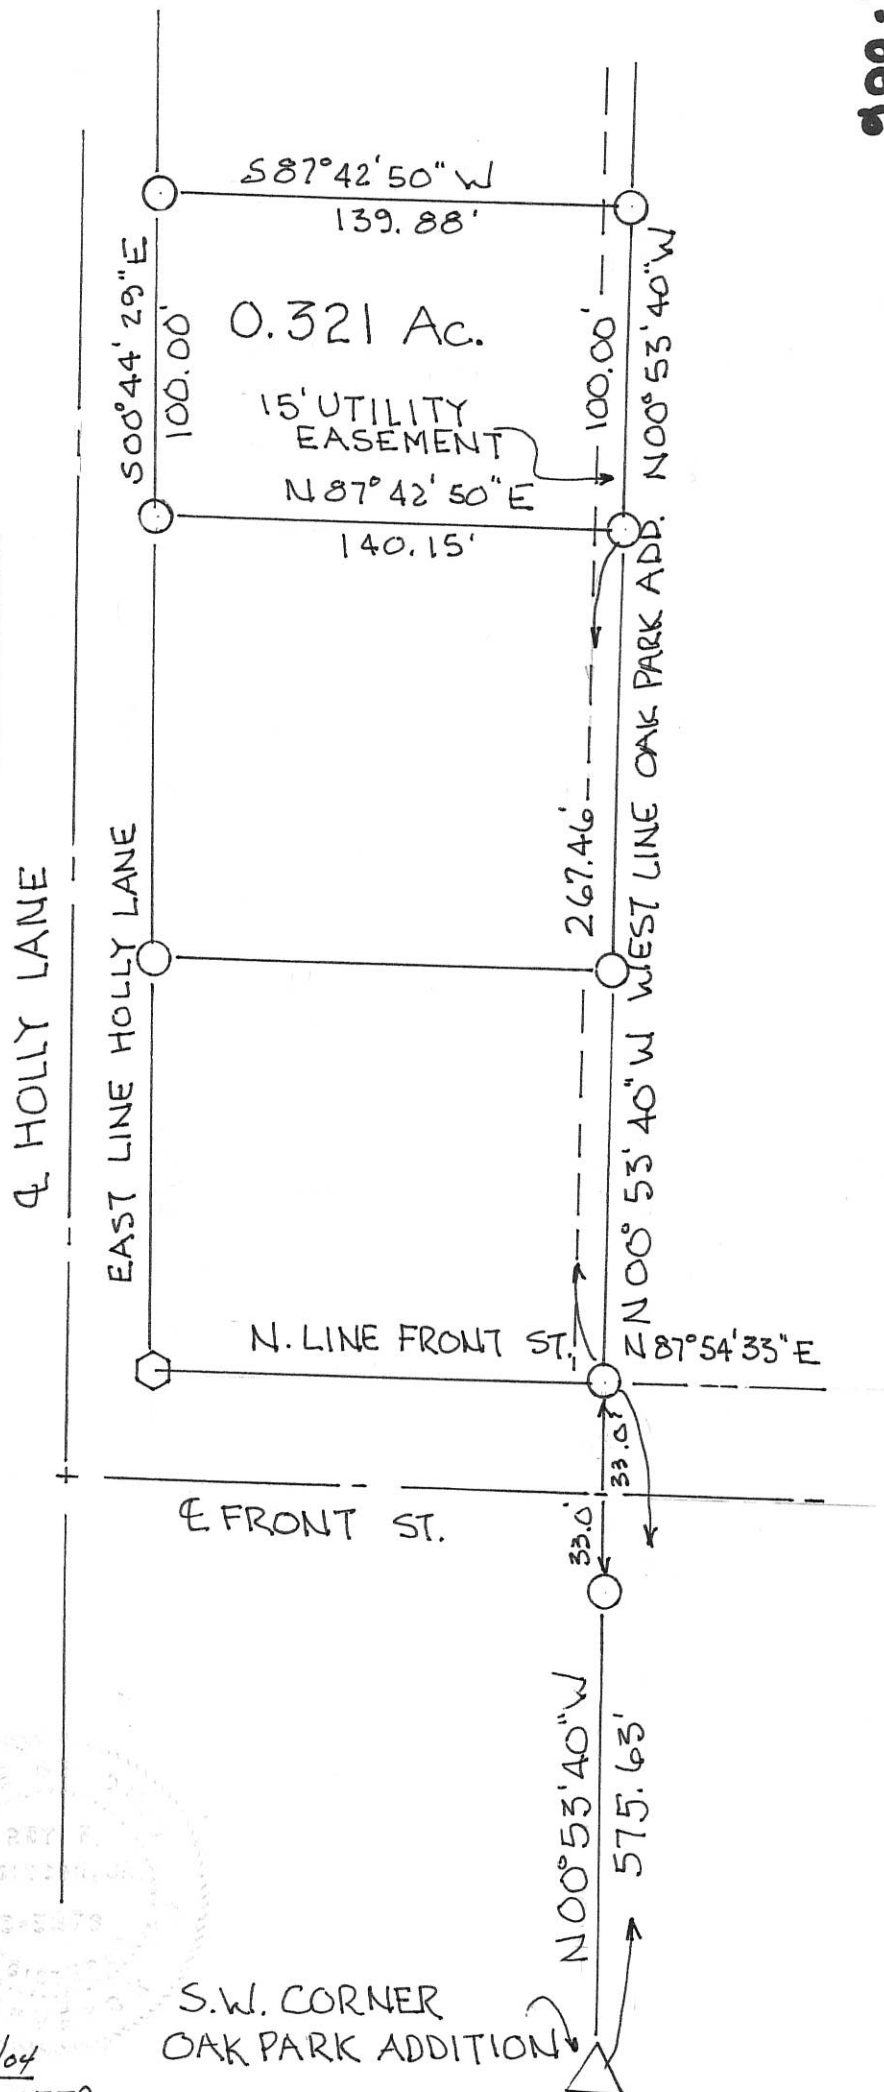 S87°42'50"W
139.88'
S00°44'29"E
100.00'
0.321 Ac.
100.00'
N00°53'40"W
15' UTILITY
EASEMENT
N87°42'50"E
140.15'
267.46'
WEST LINE OAK PARK ADD.
N00°53'40"W
℄ HOLLY LANE
EAST LINE HOLLY LANE
N. LINE FRONT ST.
N87°54'33"E
33.0'
℄ FRONT ST.
33.0'
N00°53'40"W
575.63'
S.W. CORNER
OAK PARK ADDITION
/04